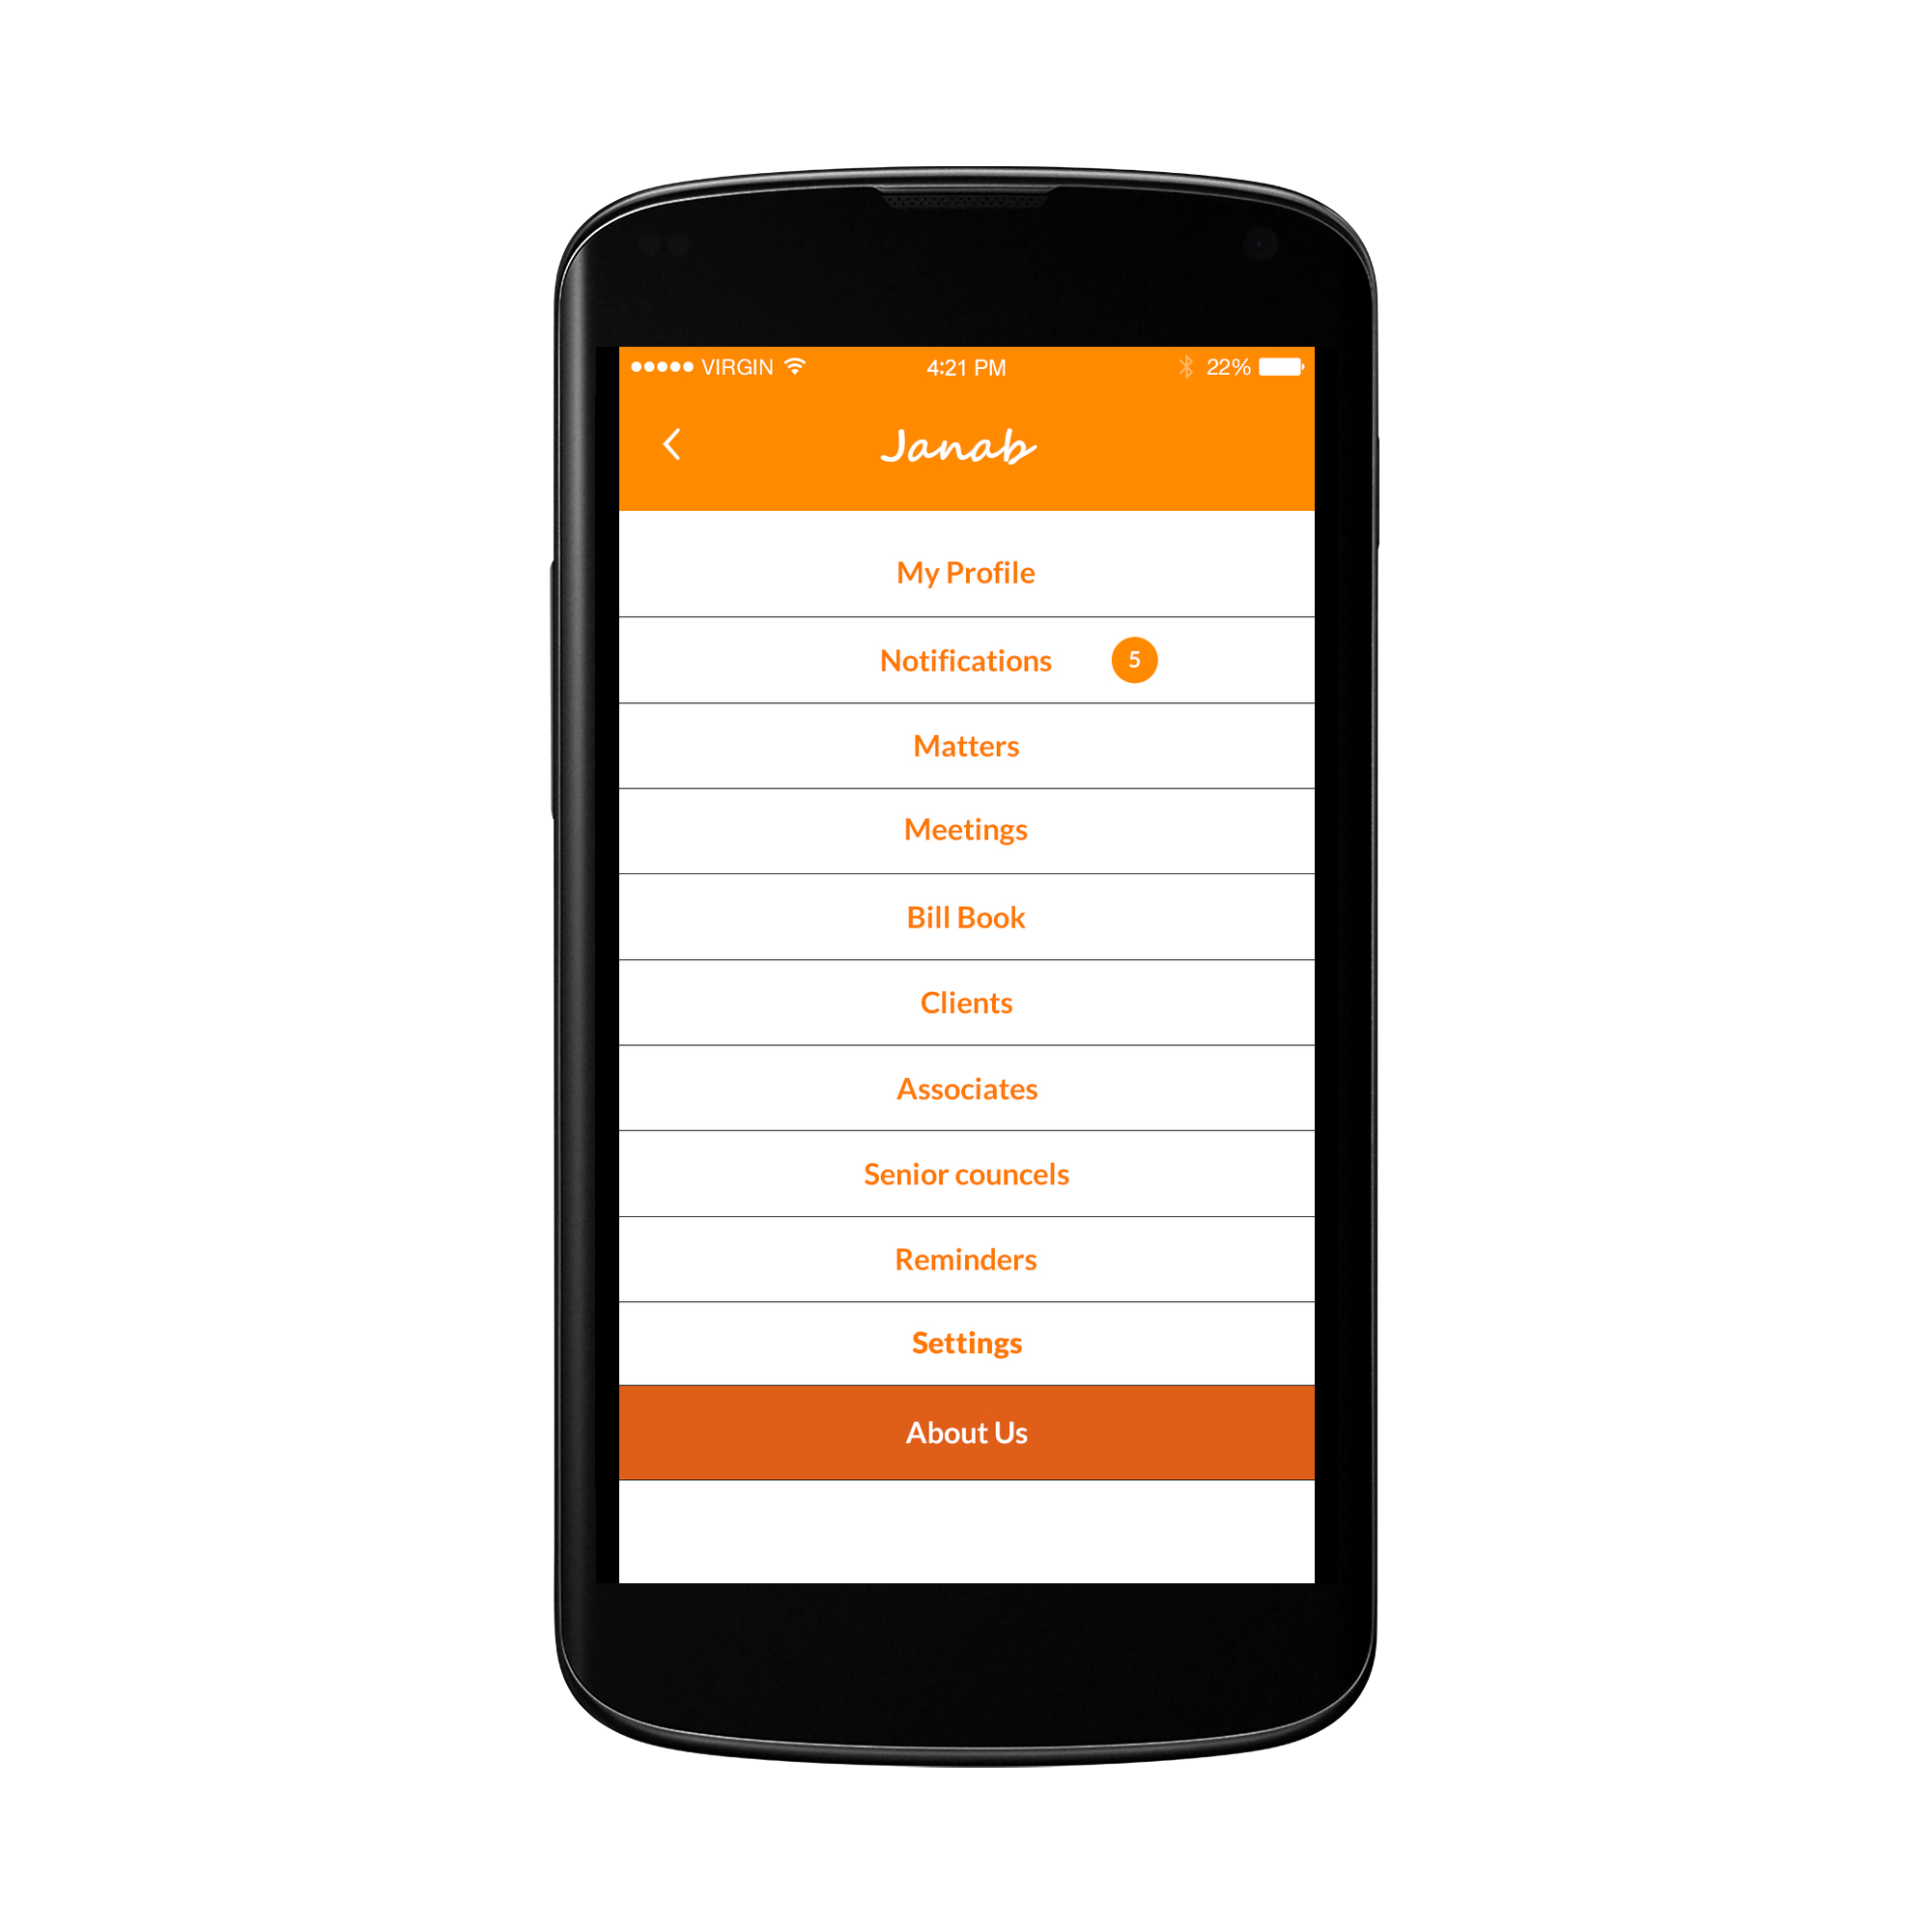 VIRGIN 4:21 PM 22%
Janab
My Profile
Notifications 5
Matters
Meetings
Bill Book
Clients
Associates
Senior councels
Reminders
Settings
About Us